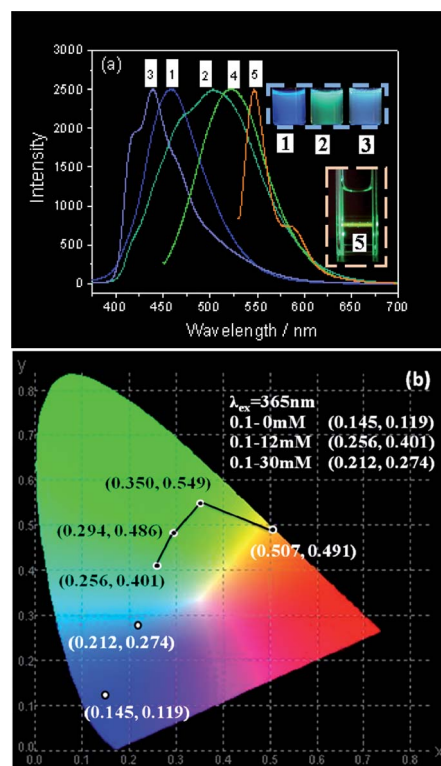 (a)
3 1 2 4 5
3000
2500
2000
1500
1000
500
0
Intensity
400 450 500 550 600 650 700
Wavelength / nm
1 2 3
5
(b)
y
0.8
0.7
0.6
0.5
0.4
0.3
0.2
0.1
0.0
λex=365nm
0.1-0mM (0.145, 0.119)
0.1-12mM (0.256, 0.401)
0.1-30mM (0.212, 0.274)
(0.350, 0.549)
(0.294, 0.486)
(0.507, 0.491)
(0.256, 0.401)
(0.212, 0.274)
(0.145, 0.119)
0.0 0.1 0.2 0.3 0.4 0.5 0.6 0.7 0.8
x